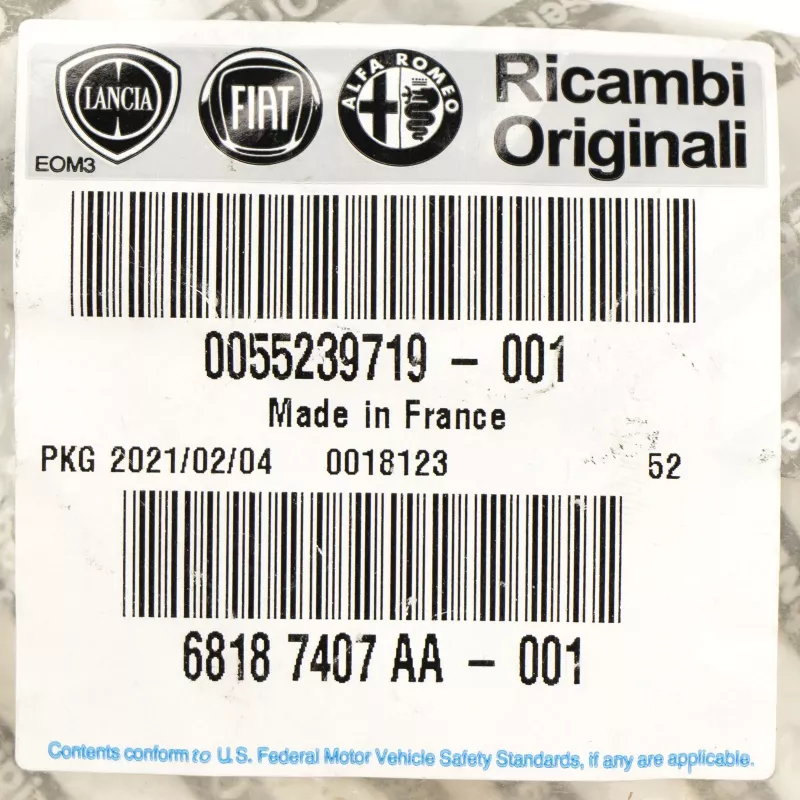 LANCIA
FIAT
ALFA ROMEO
Ricambi
Originali
EOM3
0055239719 - 001
Made in France
PKG 2021/02/04 0018123 52
6818 7407 AA - 001
Contents conform to U.S. Federal Motor Vehicle Safety Standards, if any are applicable.